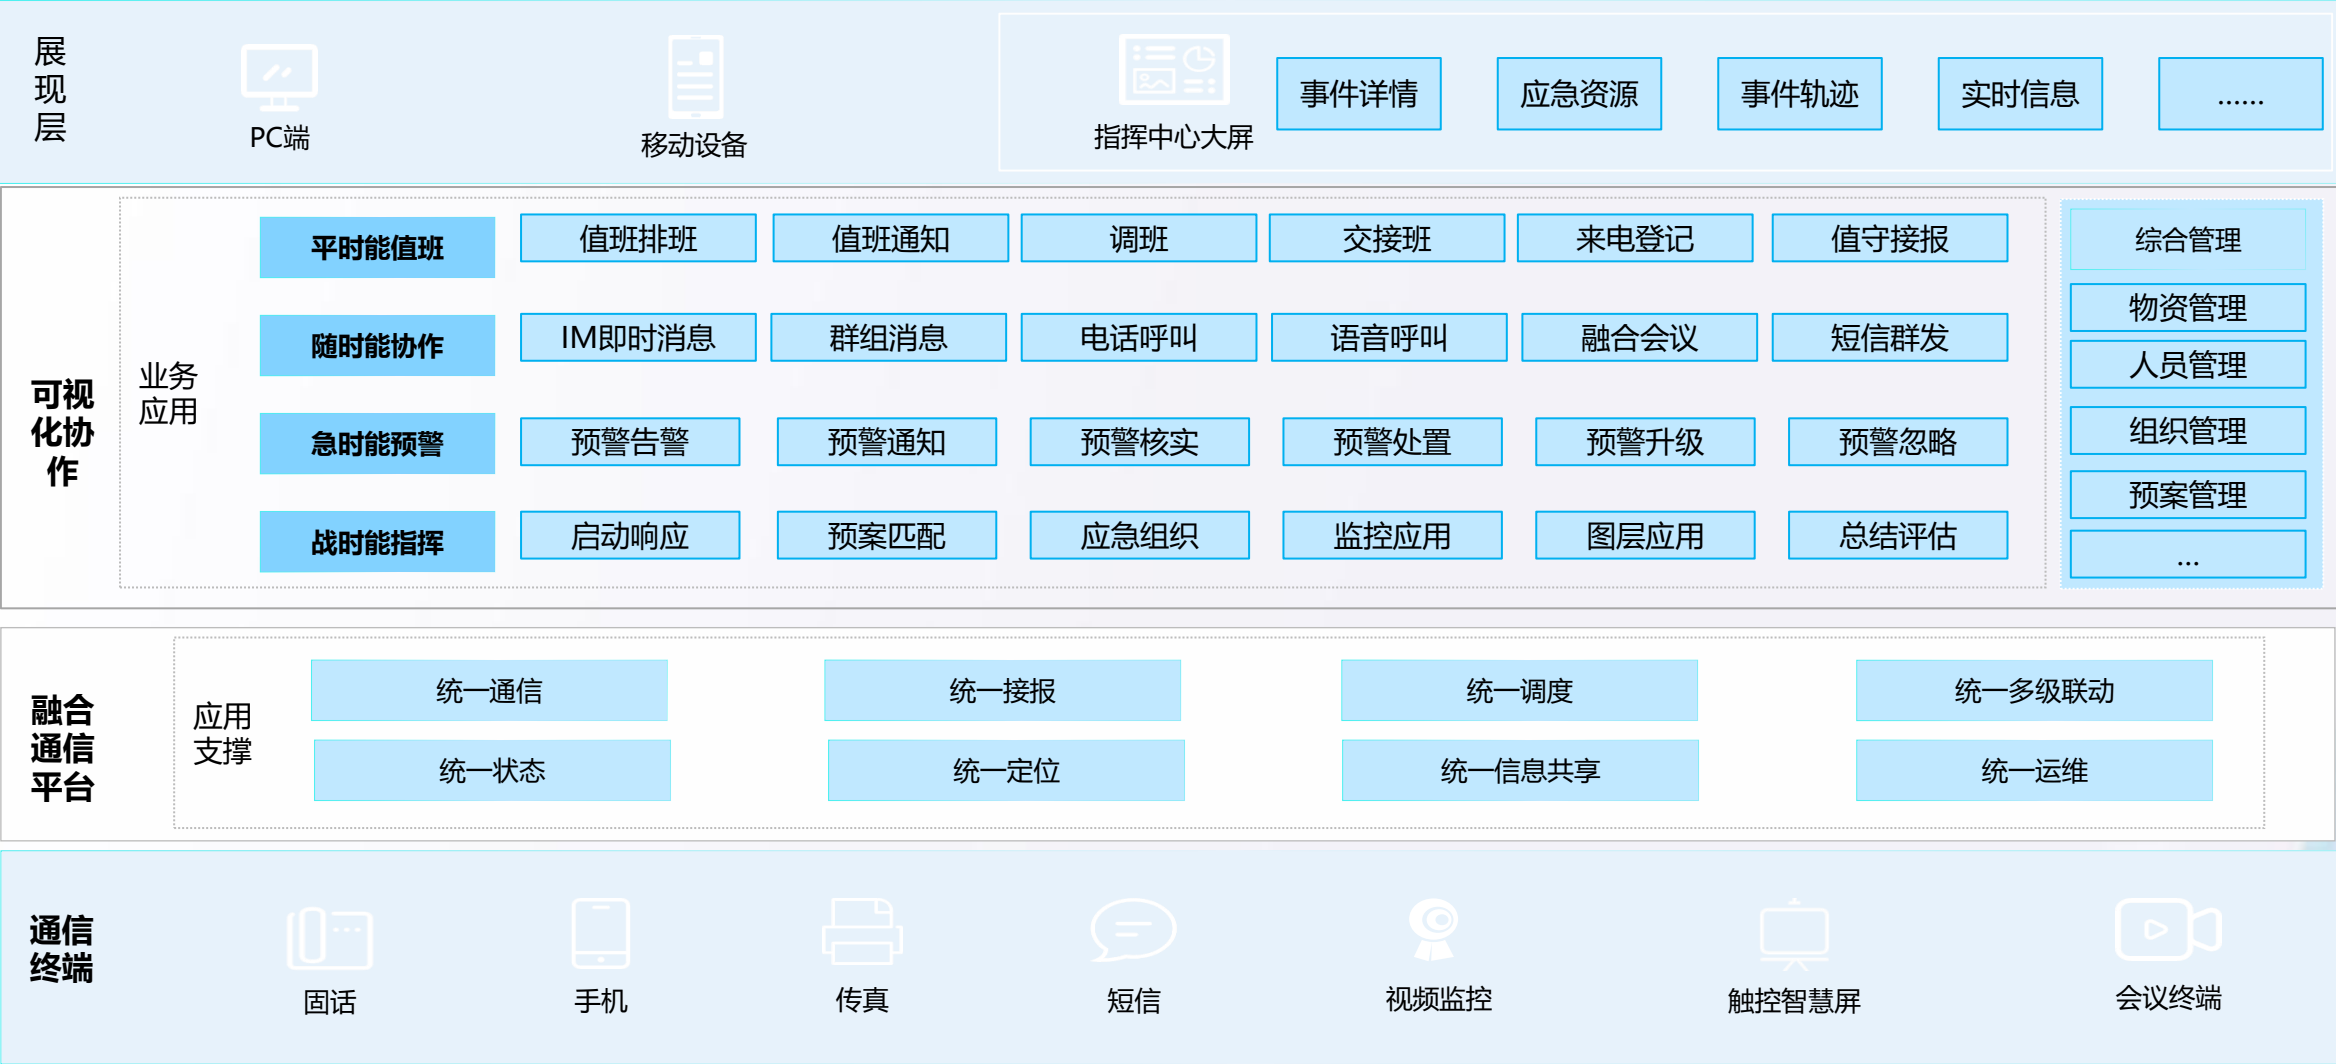 展
现
层
PC端
移动设备
指挥中心大屏
事件详情
应急资源
事件轨迹
实时信息
......
可视
化协
作
业务
应用
平时能值班
值班排班
值班通知
调班
交接班
来电登记
值守接报
随时能协作
IM即时消息
群组消息
电话呼叫
语音呼叫
融合会议
短信群发
急时能预警
预警告警
预警通知
预警核实
预警处置
预警升级
预警忽略
战时能指挥
启动响应
预案匹配
应急组织
监控应用
图层应用
总结评估
综合管理
物资管理
人员管理
组织管理
预案管理
...
融合
通信
平台
应用
支撑
统一通信
统一接报
统一调度
统一多级联动
统一状态
统一定位
统一信息共享
统一运维
通信
终端
固话
手机
传真
短信
视频监控
触控智慧屏
会议终端